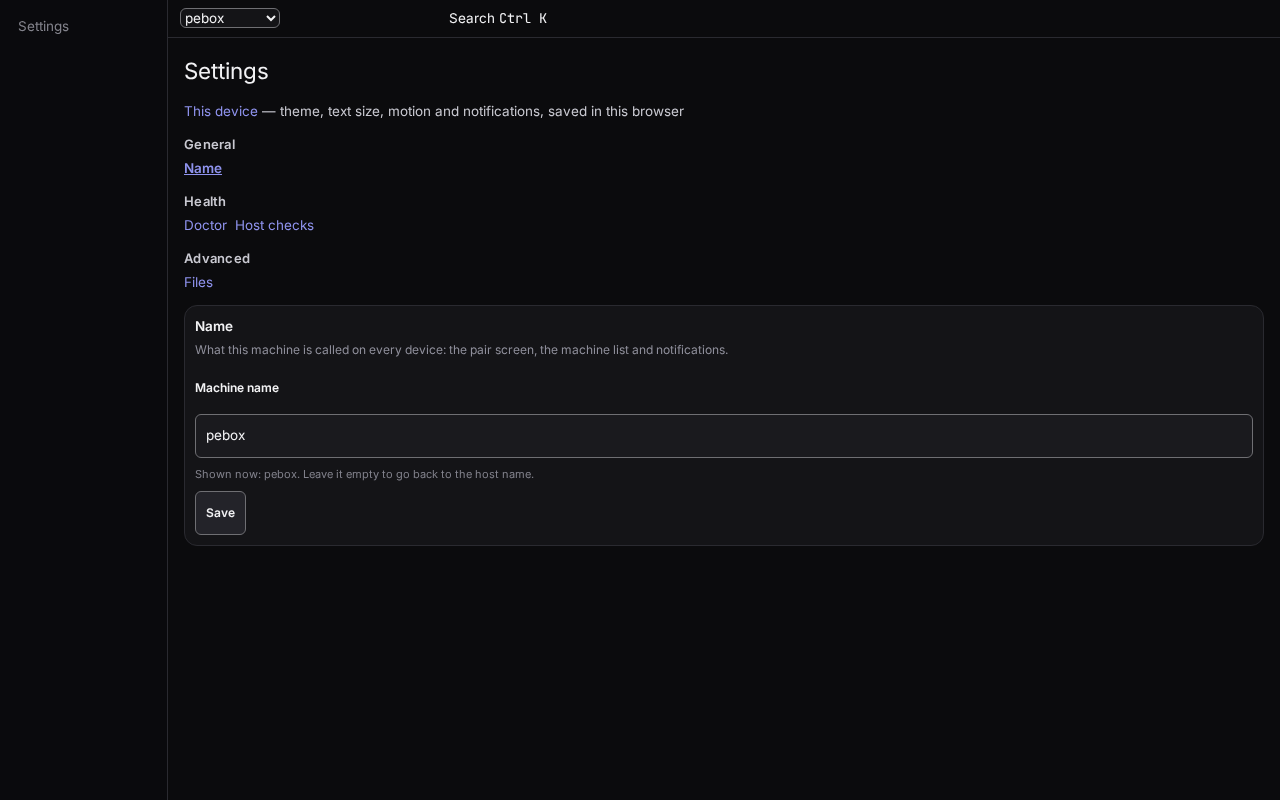 Settings
pebox
Search Ctrl K
Settings
This device — theme, text size, motion and notifications, saved in this browser
General
Name
Health
Doctor Host checks
Advanced
Files
Name
What this machine is called on every device: the pair screen, the machine list and notifications.
Machine name
pebox
Shown now: pebox. Leave it empty to go back to the host name.
Save